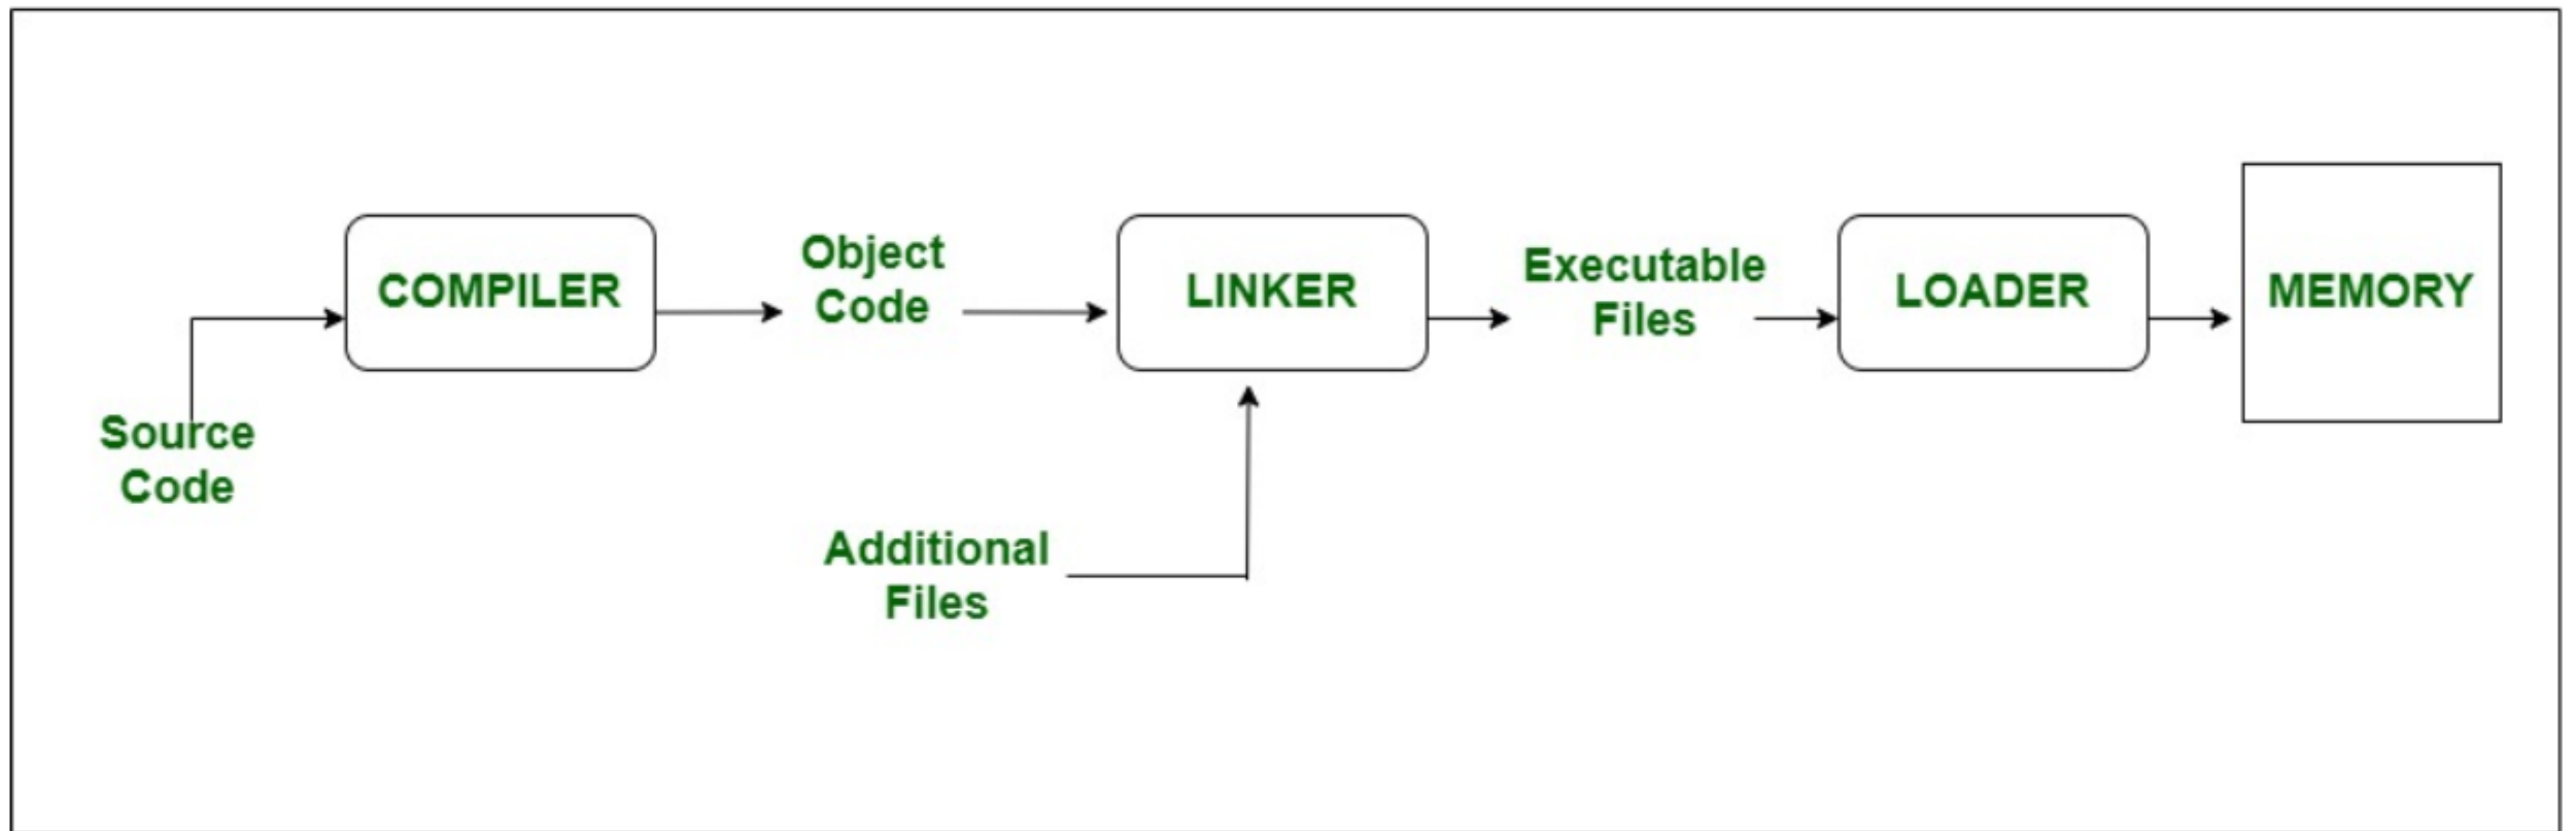 COMPILER
Object
Code
LINKER
Executable
Files
LOADER
MEMORY
Source
Code
Additional
Files